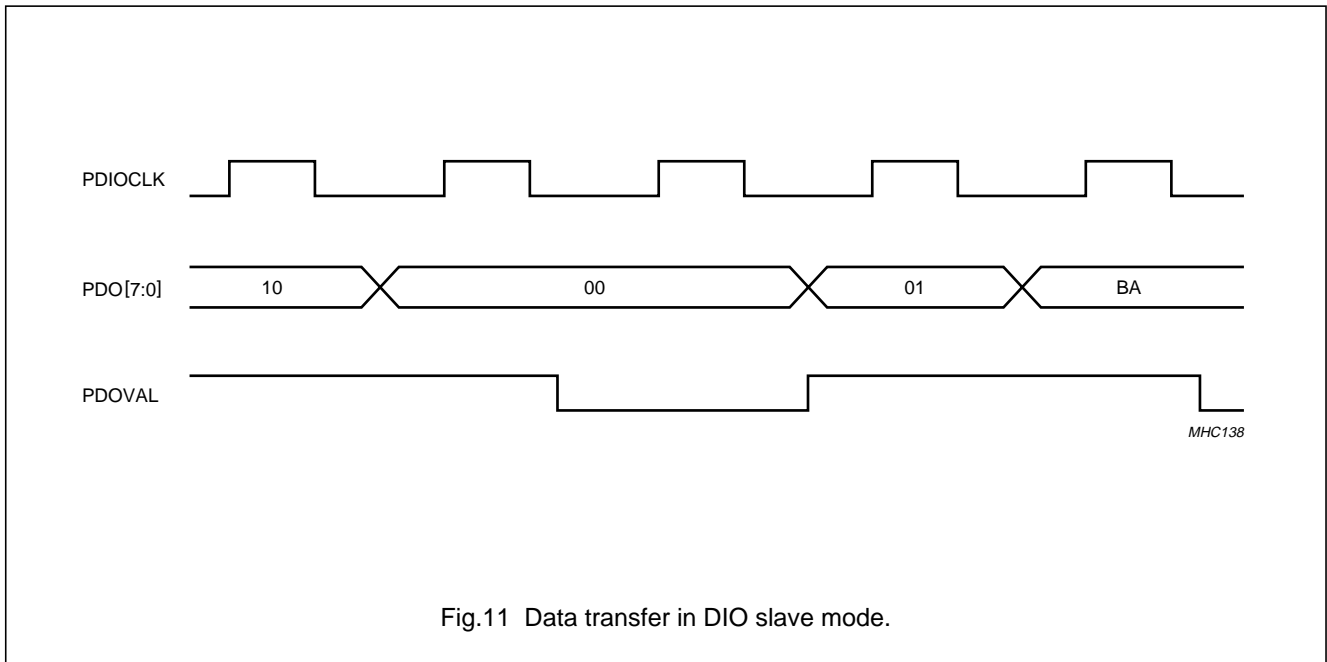 PDIOCLK
PDO[7:0] 10 00 01 BA
PDOVAL
MHC138
Fig.11 Data transfer in DIO slave mode.